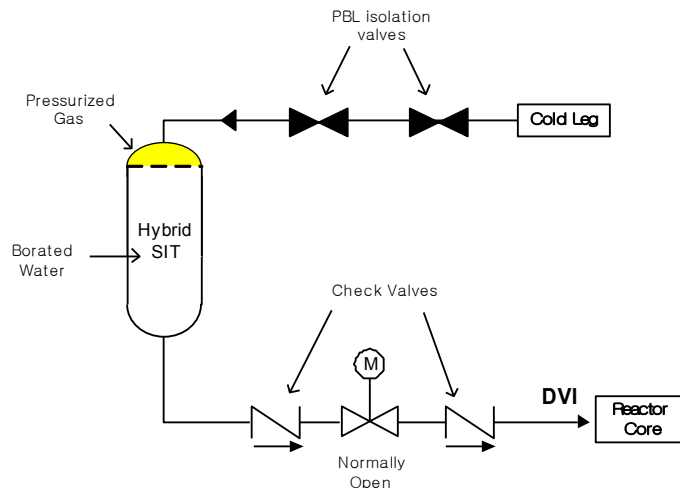 PBL isolation
valves
Pressurized
Gas
Cold Leg
Hybrid
SIT
Borated
Water
Check Valves
M
DVI
Reactor
Core
Normally
Open